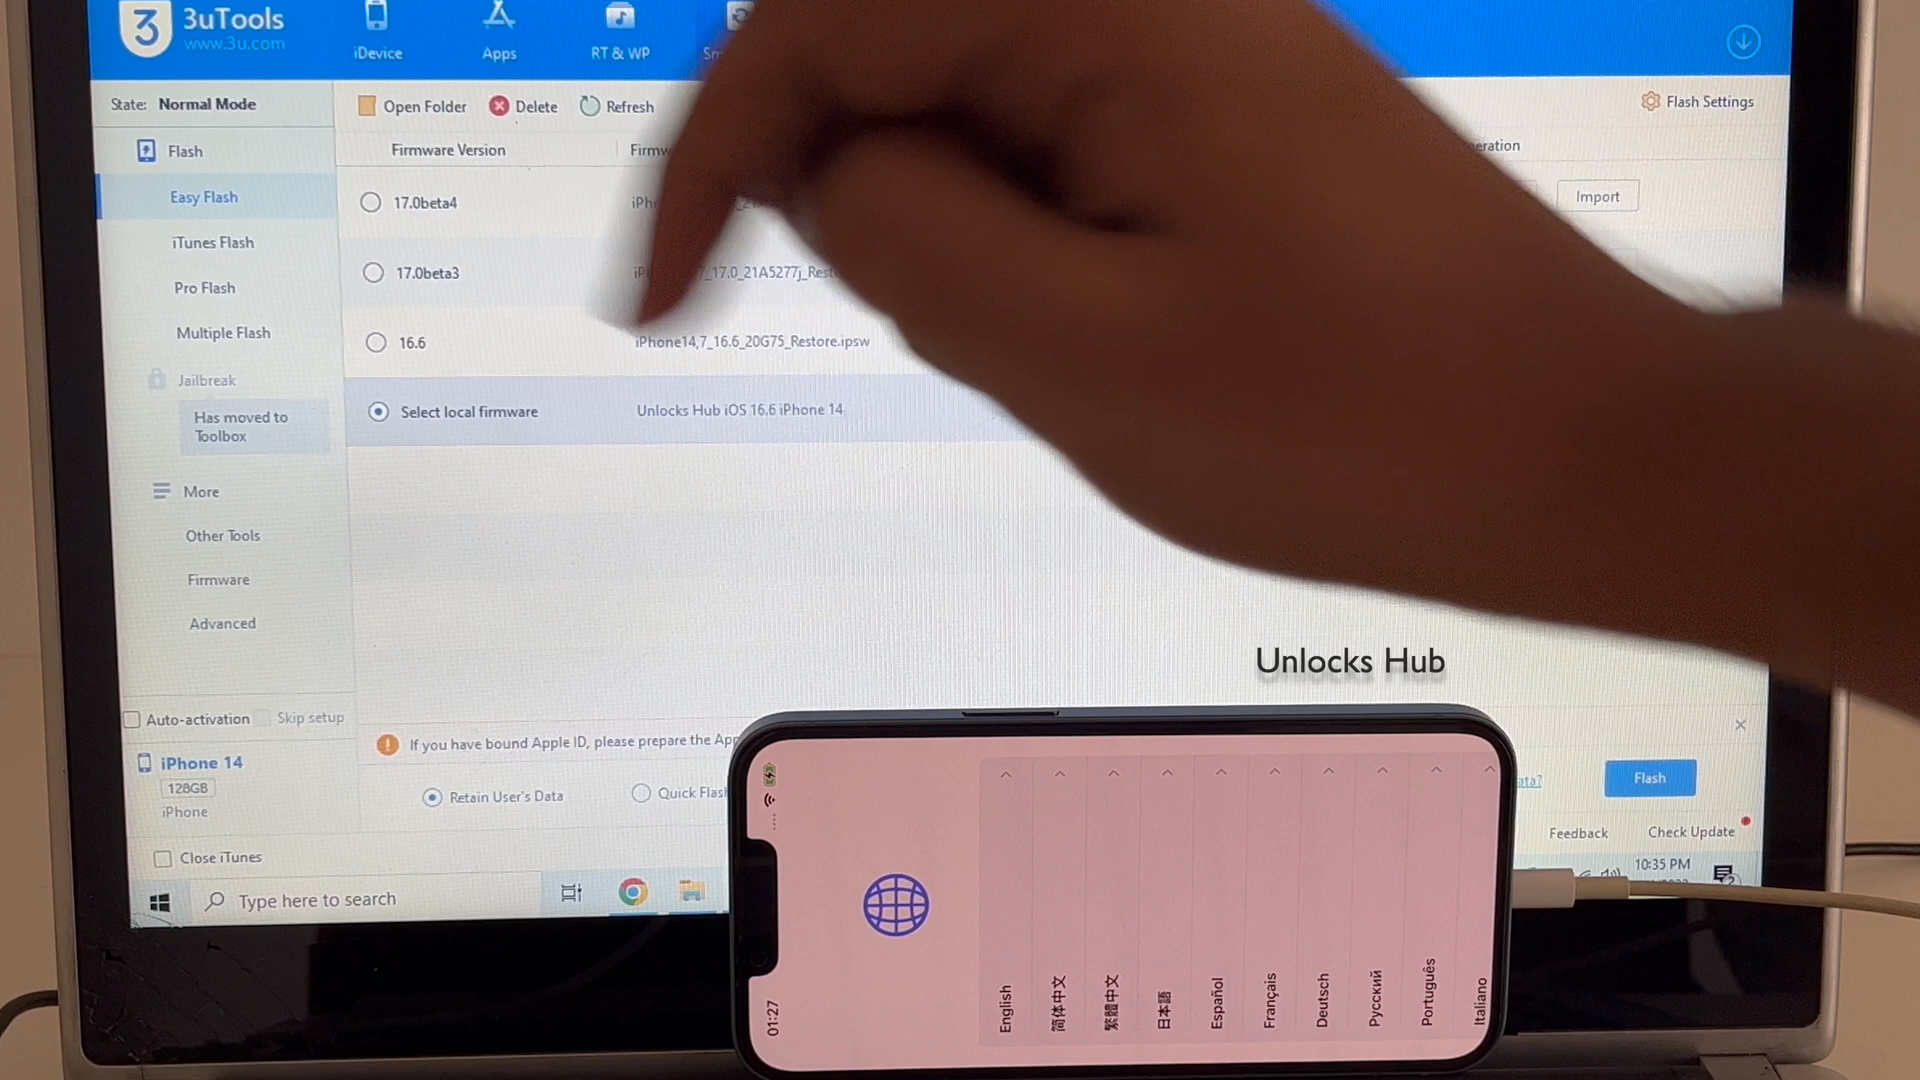 3 3uTools
www.3u.com
iDevice
Apps
RT & WP
State: Normal Mode
Open Folder
Delete
Refresh
Flash Settings
Flash
Firmware Version
Easy Flash
17.0beta4
Import
iTunes Flash
17.0beta3
Pro Flash
Multiple Flash
16.6
iPhone14,7_16.6_20G75_Restore.ipsw
Jailbreak
Has moved to
Toolbox
Select local firmware
Unlocks Hub iOS 16.6 iPhone 14
More
Other Tools
Firmware
Advanced
Unlocks Hub
Auto-activation
Skip setup
If you have bound Apple ID, please prepare the
iPhone 14
128GB
iPhone
Retain User's Data
Quick
Flash
Feedback
Check Update
Close iTunes
Type here to search
10:35 PM
01:27
English
简体中文
繁體中文
日本語
Español
Français
Deutsch
Русский
Português
Italiano